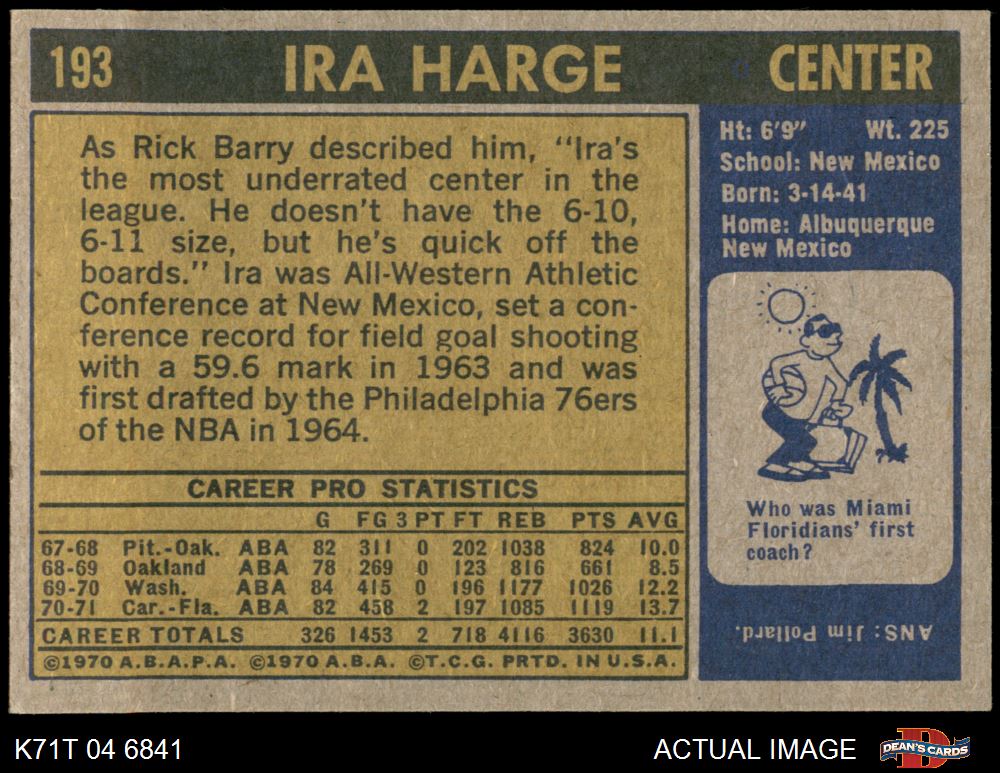 193 IRA HARGE CENTER
As Rick Barry described him, "Ira's
the most underrated center in the
league. He doesn't have the 6-10,
6-11 size, but he's quick off the
boards." Ira was All-Western Athletic
Conference at New Mexico, set a con-
ference record for field goal shooting
with a 59.6 mark in 1963 and was
first drafted by the Philadelphia 76ers
of the NBA in 1964.
Ht: 6'9" Wt. 225
School: New Mexico
Born: 3-14-41
Home: Albuquerque
New Mexico
Who was Miami
Floridians' first
coach?
ANS: Jim Pollard.
CAREER PRO STATISTICS
G FG 3 PT FT REB PTS AVG
67-68 Pit.-Oak. ABA 82 311 0 202 1038 824 10.0
68-69 Oakland ABA 78 269 0 123 816 661 8.5
69-70 Wash. ABA 84 415 0 196 1177 1026 12.2
70-71 Car.-Fla. ABA 82 458 2 197 1085 1119 13.7
CAREER TOTALS 326 1453 2 718 4116 3630 11.1
©1970 A.B.A.P.A. ©1970 A.B.A. ©T.C.G. PRTD. IN U.S.A.
K71T 04 6841 ACTUAL IMAGE DEAN'S CARDS